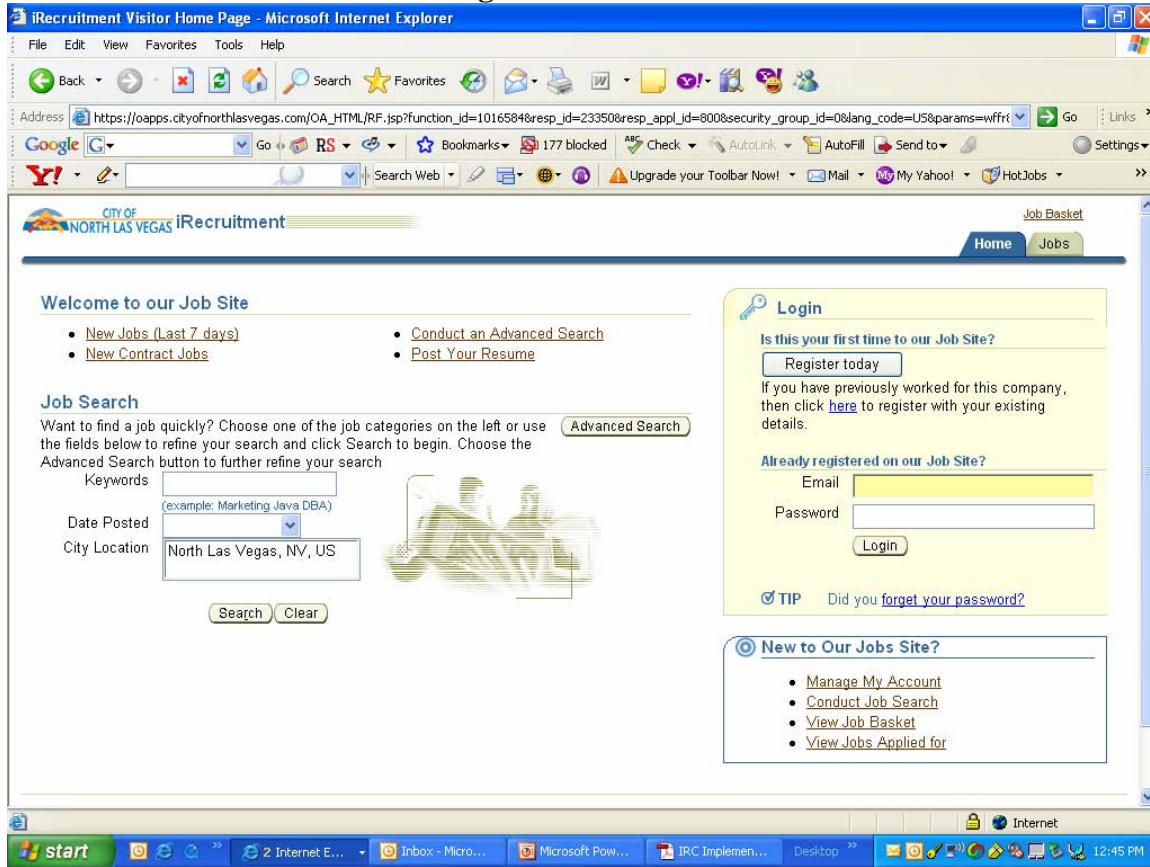 iRecruitment Visitor Home Page - Microsoft Internet Explorer
File Edit View Favorites Tools Help
Back Search Favorites
Address https://oapps.cityofnorthlasvegas.com/OA_HTML/RF.jsp?function_id=1016584&resp_id=23350&resp_appl_id=800&security_group_id=0&lang_code=US&params=wffr Go Links
Google G Go RS Bookmarks 177 blocked ABC Check AutoLink AutoFill Send to Settings
Y! Search Web Upgrade your Toolbar Now! Mail My Yahoo! HotJobs
CITY OF
NORTH LAS VEGAS iRecruitment
Job Basket
Home Jobs
Welcome to our Job Site
New Jobs (Last 7 days)
New Contract Jobs
Conduct an Advanced Search
Post Your Resume
Job Search
Want to find a job quickly? Choose one of the job categories on the left or use
the fields below to refine your search and click Search to begin. Choose the
Advanced Search button to further refine your search
Advanced Search
Keywords
(example: Marketing Java DBA)
Date Posted
City Location North Las Vegas, NV, US
Search Clear
Login
Is this your first time to our Job Site?
Register today
If you have previously worked for this company,
then click here to register with your existing
details.
Already registered on our Job Site?
Email
Password
Login
TIP Did you forget your password?
New to Our Jobs Site?
Manage My Account
Conduct Job Search
View Job Basket
View Jobs Applied for
Internet
start 2 Internet E... Inbox - Micro... Microsoft Pow... IRC Implemen... Desktop 12:45 PM